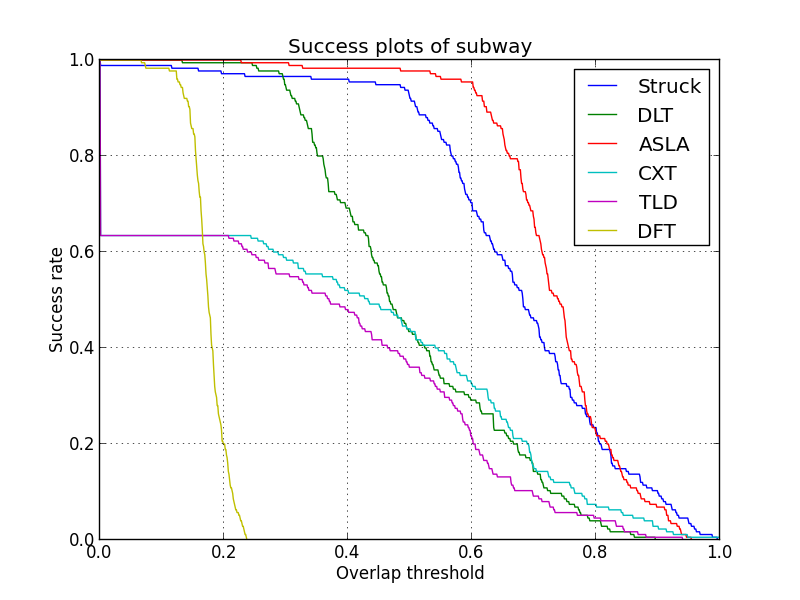 Success plots of subway
Success rate
1.0
0.8
0.6
0.4
0.2
0.0
0.0 0.2 0.4 0.6 0.8 1.0
Overlap threshold
Struck
DLT
ASLA
CXT
TLD
DFT